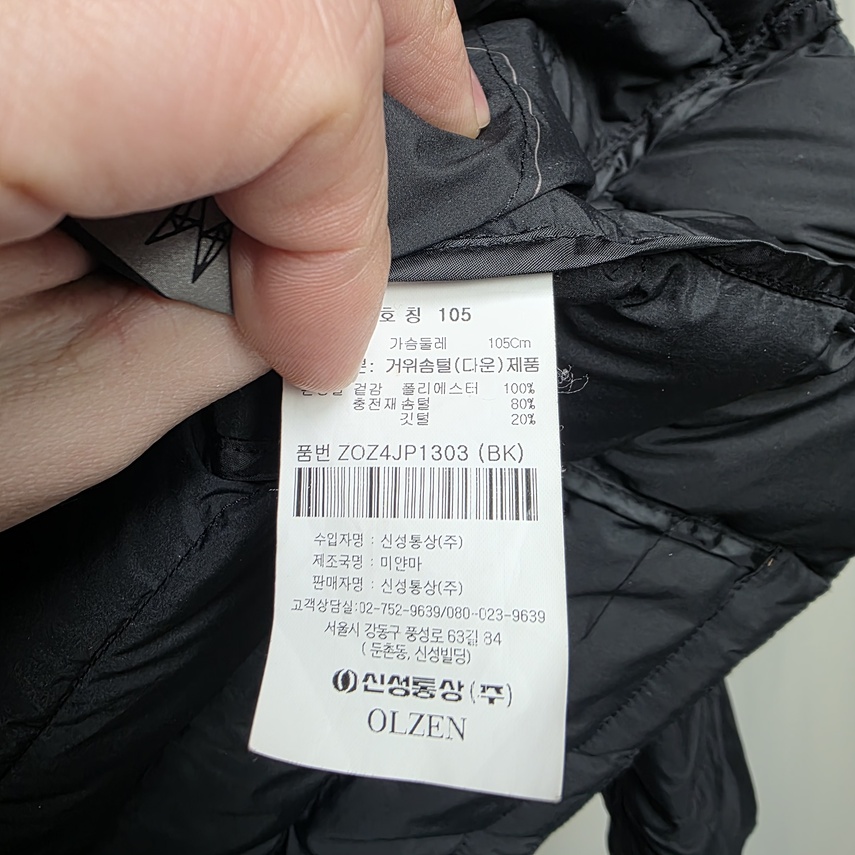 호칭 105
가슴둘레 105Cm
거위솜털(다운)제품
겉감 폴리에스터 100%
충전재 솜털 80%
깃털 20%
품번 ZOZ4JP1303 (BK)
수입자명 : 신성통상(주)
제조국명 : 미얀마
판매자명 : 신성통상(주)
고객상담실:02-752-9639/080-023-9639
서울시 강동구 풍성로 63길 84
( 둔촌동, 신성빌딩)
신성통상(주)
OLZEN